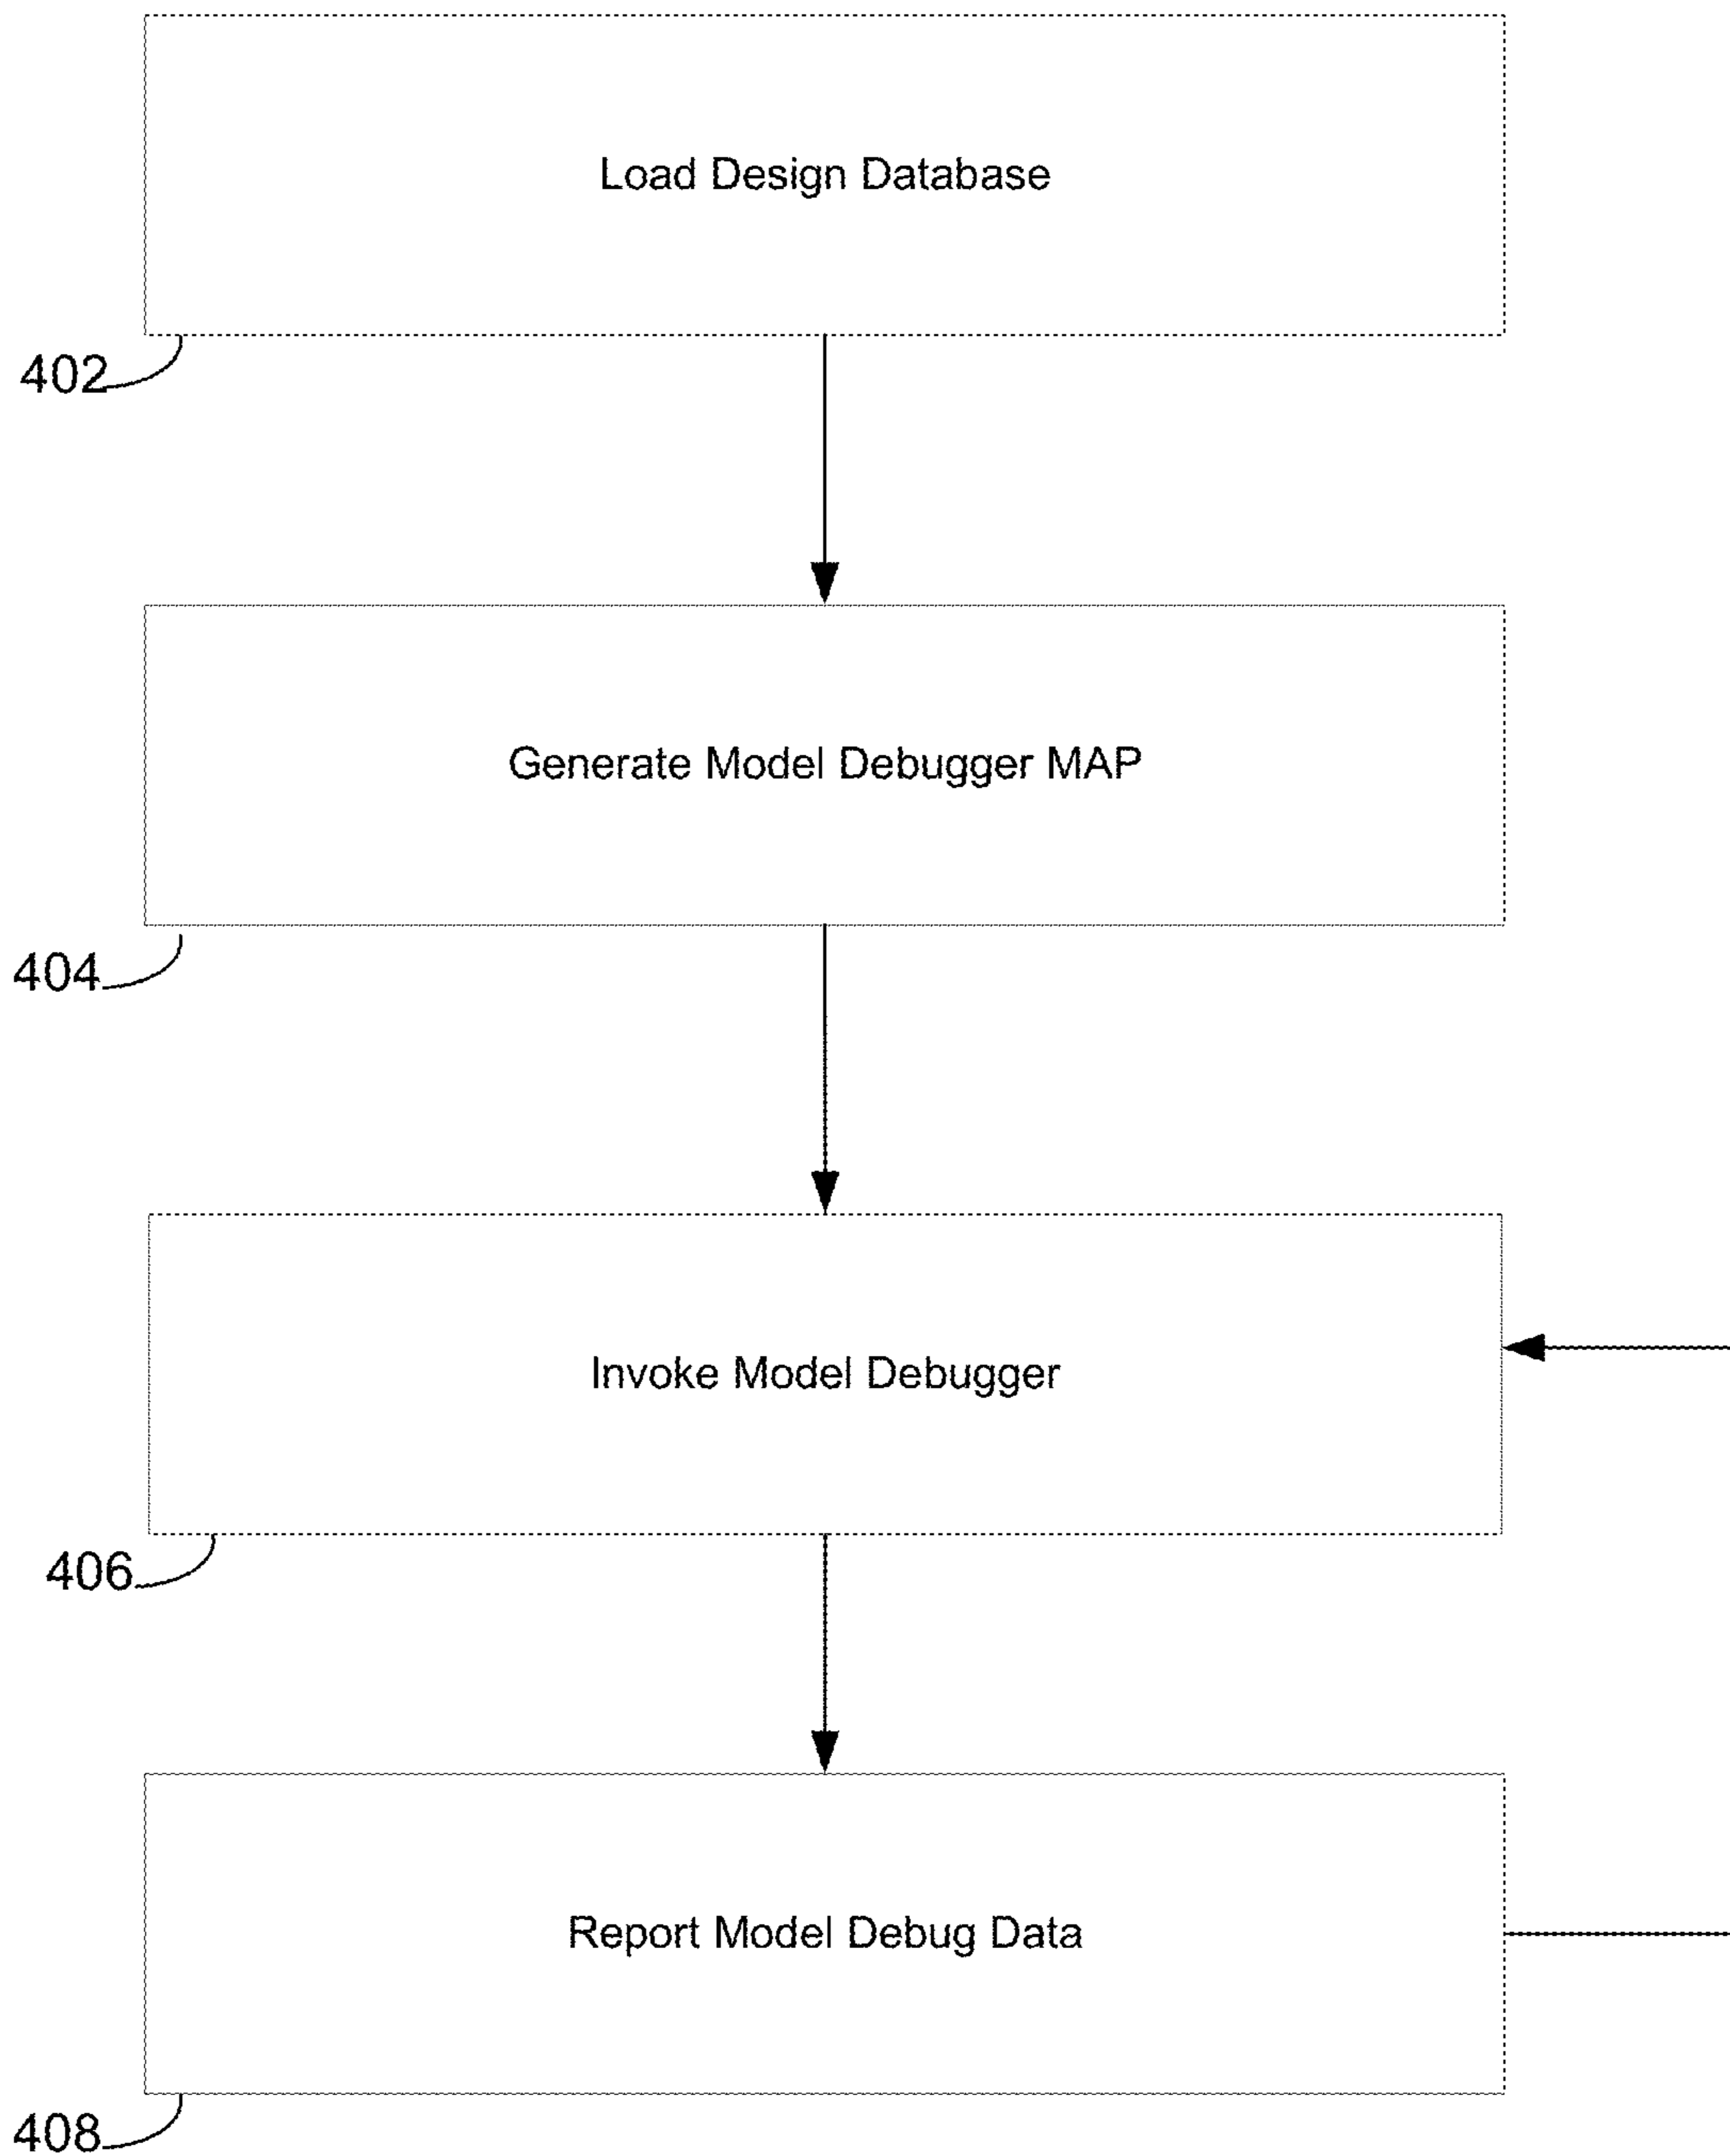 Load Design Database
402
Generate Model Debugger MAP
404
Invoke Model Debugger
406
Report Model Debug Data
408